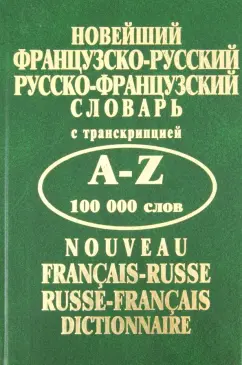 НОВЕЙШИЙ
ФРАНЦУЗСКО-РУССКИЙ
РУССКО-ФРАНЦУЗСКИЙ
СЛОВАРЬ
с транскрипцией
A-Z
100 000 слов
NOUVEAU
FRANÇAIS-RUSSE
RUSSE-FRANÇAIS
DICTIONNAIRE